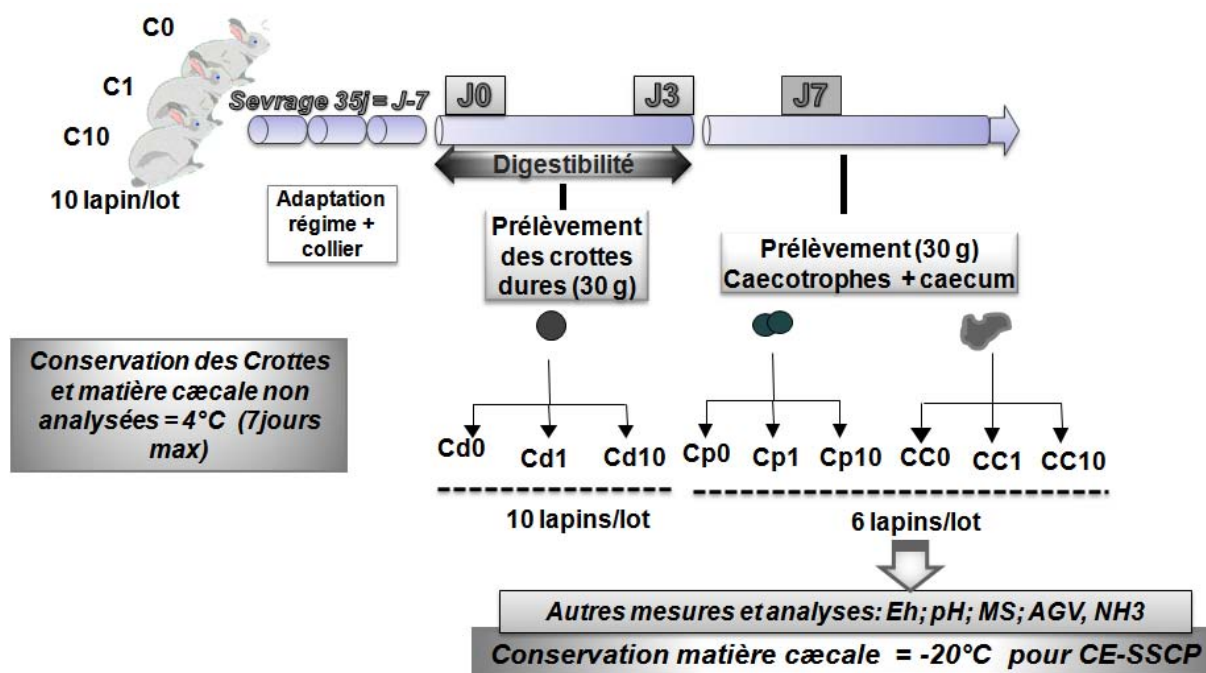 C0
C1
C10
10 lapin/lot
Sevrage 35j = J-7
J0
J3
J7
Digestibilité
Adaptation
régime +
collier
Prélèvement
des crottes
dures (30 g)
Prélèvement (30 g)
Caecotrophes + caecum
Conservation des Crottes
et matière cæcale non
analysées = 4°C (7jours
max)
Cd0
Cd1
Cd10
Cp0
Cp1
Cp10
CC0
CC1
CC10
10 lapins/lot
6 lapins/lot
Autres mesures et analyses: Eh; pH; MS; AGV, NH3
Conservation matière cæcale = -20°C pour CE-SSCP